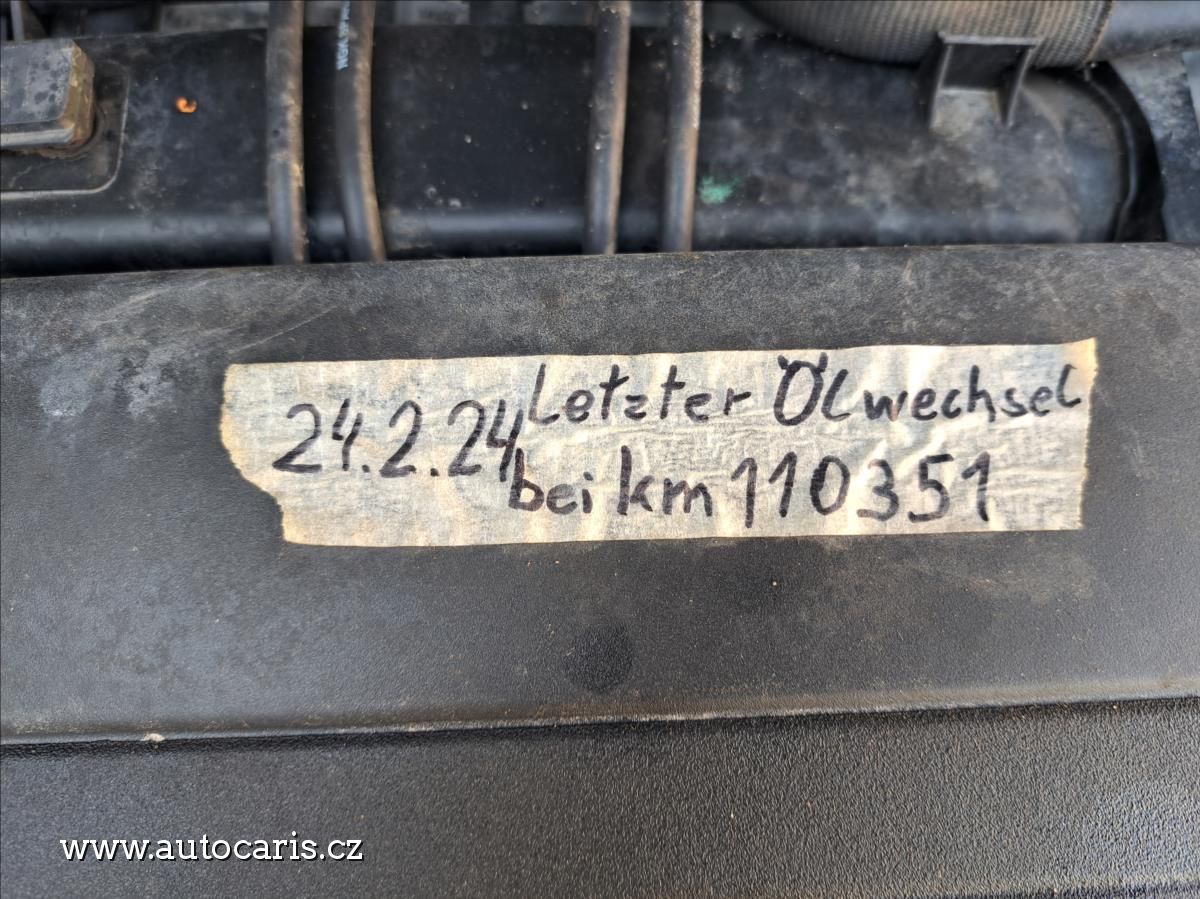 24.2.24 Letzter Ölwechsel
bei km 110351
www.autocaris.cz